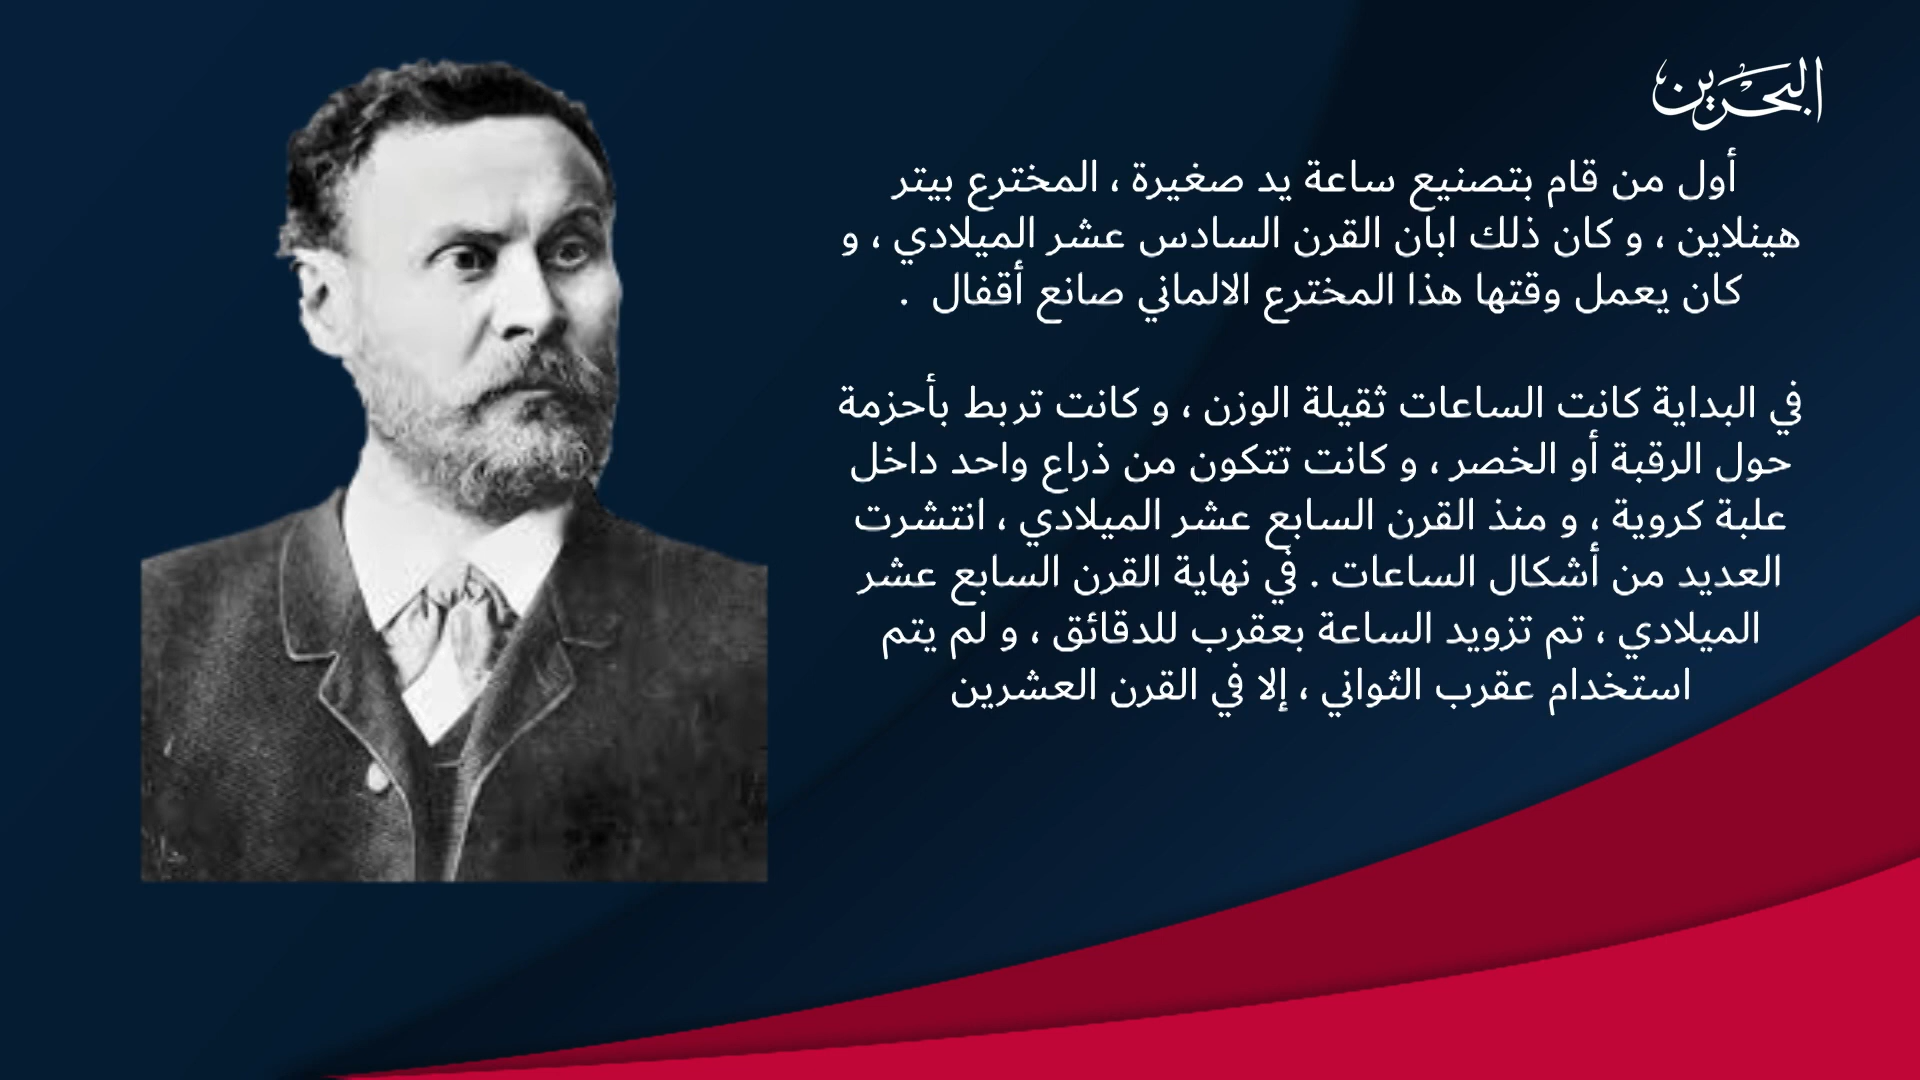 البحرين
أول من قام بتصنيع ساعة يد صغيرة ، المخترع بيتر
هينلاين ، و كان ذلك ابان القرن السادس عشر الميلادي ، و
كان يعمل وقتها هذا المخترع الالماني صانع أقفال .
في البداية كانت الساعات ثقيلة الوزن ، و كانت تربط بأحزمة
حول الرقبة أو الخصر ، و كانت تتكون من ذراع واحد داخل
علبة كروية ، و منذ القرن السابع عشر الميلادي ، انتشرت
العديد من أشكال الساعات . في نهاية القرن السابع عشر
الميلادي ، تم تزويد الساعة بعقرب للدقائق ، و لم يتم
استخدام عقرب الثواني ، إلا في القرن العشرين